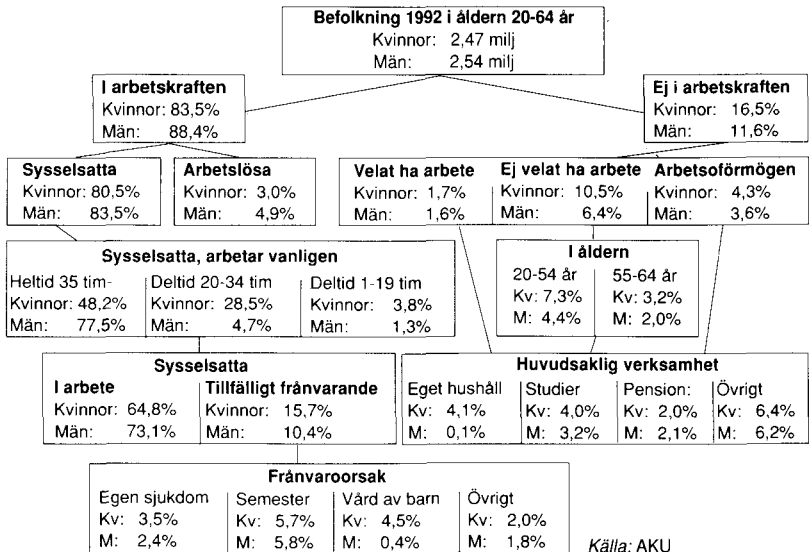 Befolkning 1992 i åldern 20-64 år
Kvinnor: 2,47 milj
Män: 2,54 milj
I arbetskraften
Kvinnor: 83,5%
Män: 88,4%
Ej i arbetskraften
Kvinnor: 16,5%
Män: 11,6%
Sysselsatta
Kvinnor: 80,5%
Män: 83,5%
Arbetslösa
Kvinnor: 3,0%
Män: 4,9%
Velat ha arbete
Kvinnor: 1,7%
Män: 1,6%
Ej velat ha arbete
Kvinnor: 10,5%
Män: 6,4%
Arbetsoförmögen
Kvinnor: 4,3%
Män: 3,6%
Sysselsatta, arbetar vanligen
Heltid 35 tim-
Kvinnor: 48,2%
Män: 77,5%
Deltid 20-34 tim
Kvinnor: 28,5%
Män: 4,7%
Deltid 1-19 tim
Kvinnor: 3,8%
Män: 1,3%
I åldern
20-54 år
Kv: 7,3%
M: 4,4%
55-64 år
Kv: 3,2%
M: 2,0%
Sysselsatta
I arbete
Kvinnor: 64,8%
Män: 73,1%
Tillfälligt frånvarande
Kvinnor: 15,7%
Män: 10,4%
Huvudsaklig verksamhet
Eget hushåll
Kv: 4,1%
M: 0,1%
Studier
Kv: 4,0%
M: 3,2%
Pension:
Kv: 2,0%
M: 2,1%
Övrigt
Kv: 6,4%
M: 6,2%
Frånvaroorsak
Egen sjukdom
Kv: 3,5%
M: 2,4%
Semester
Kv: 5,7%
M: 5,8%
Vård av barn
Kv: 4,5%
M: 0,4%
Övrigt
Kv: 2,0%
M: 1,8%
Källa: AKU